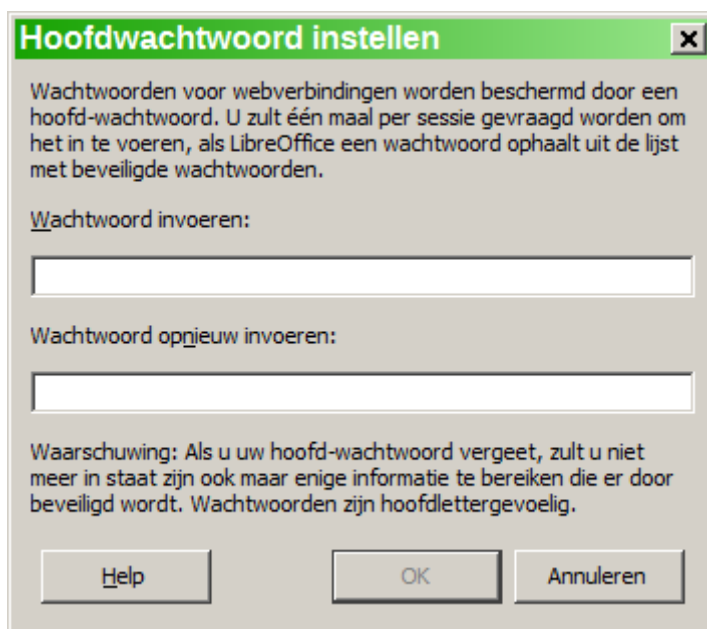 Hoofdwachtwoord instellen
Wachtwoorden voor webverbindingen worden beschermd door een
hoofd-wachtwoord. U zult één maal per sessie gevraagd worden om
het in te voeren, als LibreOffice een wachtwoord ophaalt uit de lijst
met beveiligde wachtwoorden.
Wachtwoord invoeren:
Wachtwoord opnieuw invoeren:
Waarschuwing: Als u uw hoofd-wachtwoord vergeet, zult u niet
meer in staat zijn ook maar enige informatie te bereiken die er door
beveiligd wordt. Wachtwoorden zijn hoofdlettergevoelig.
Help OK Annuleren